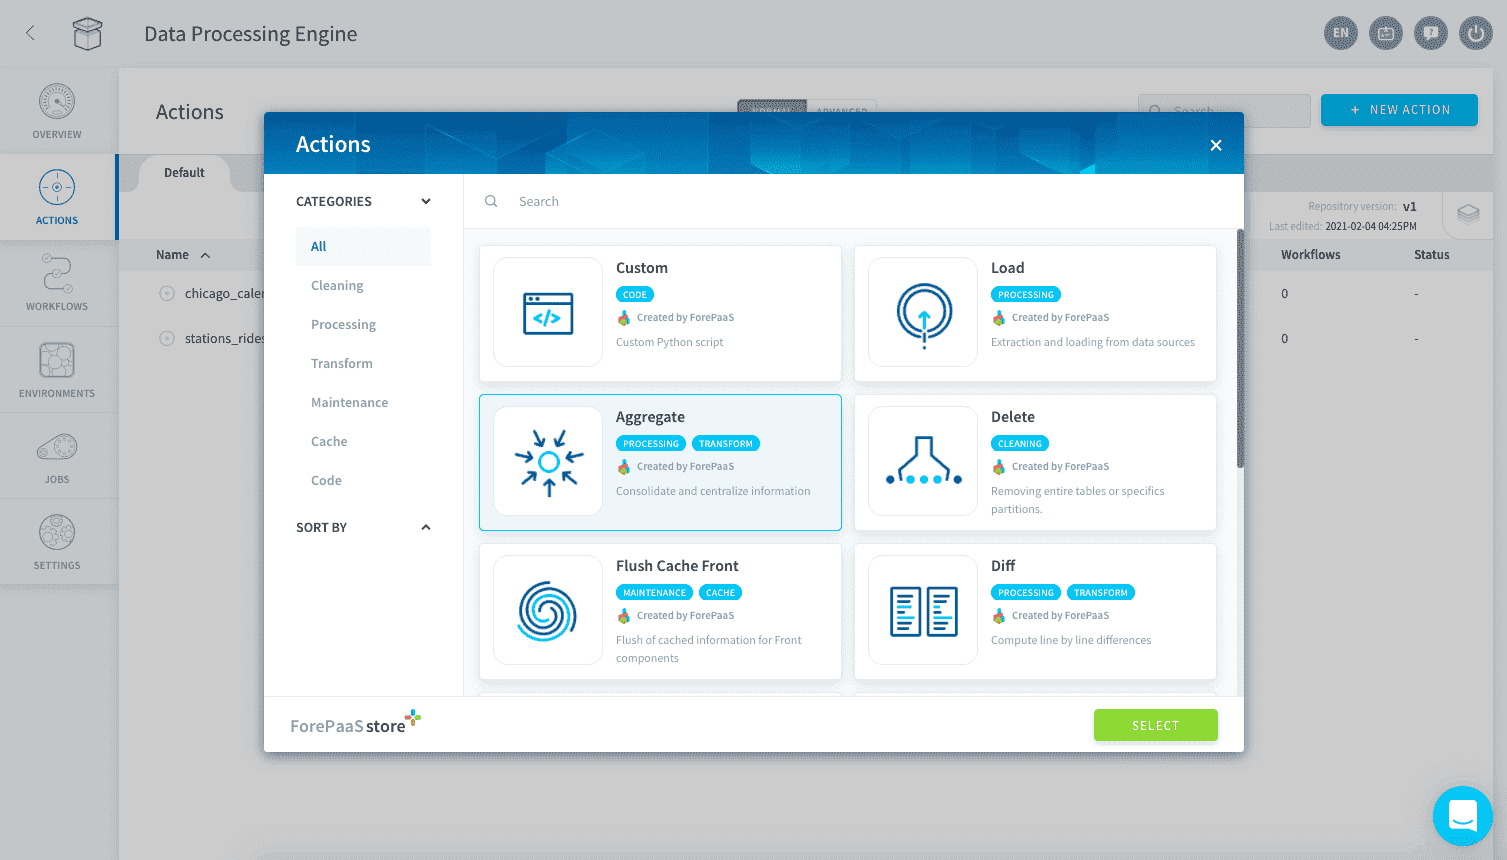 Data Processing Engine
EN
OVERVIEW
ACTIONS
WORKFLOWS
ENVIRONMENTS
JOBS
SETTINGS
Actions
NORMAL ADVANCED
Search
+ NEW ACTION
Default
Repository version: v1
Last edited: 2021-02-04 04:25PM
Name
Workflows
Status
chicago_caler
0
-
stations_rides
0
-
Actions
CATEGORIES
All
Cleaning
Processing
Transform
Maintenance
Cache
Code
SORT BY
Search
Custom
CODE
Created by ForePaaS
Custom Python script
Load
PROCESSING
Created by ForePaaS
Extraction and loading from data sources
Aggregate
PROCESSING TRANSFORM
Created by ForePaaS
Consolidate and centralize information
Delete
CLEANING
Created by ForePaaS
Removing entire tables or specifics
partitions.
Flush Cache Front
MAINTENANCE CACHE
Created by ForePaaS
Flush of cached information for Front
components
Diff
PROCESSING TRANSFORM
Created by ForePaaS
Compute line by line differences
ForePaaS store
SELECT